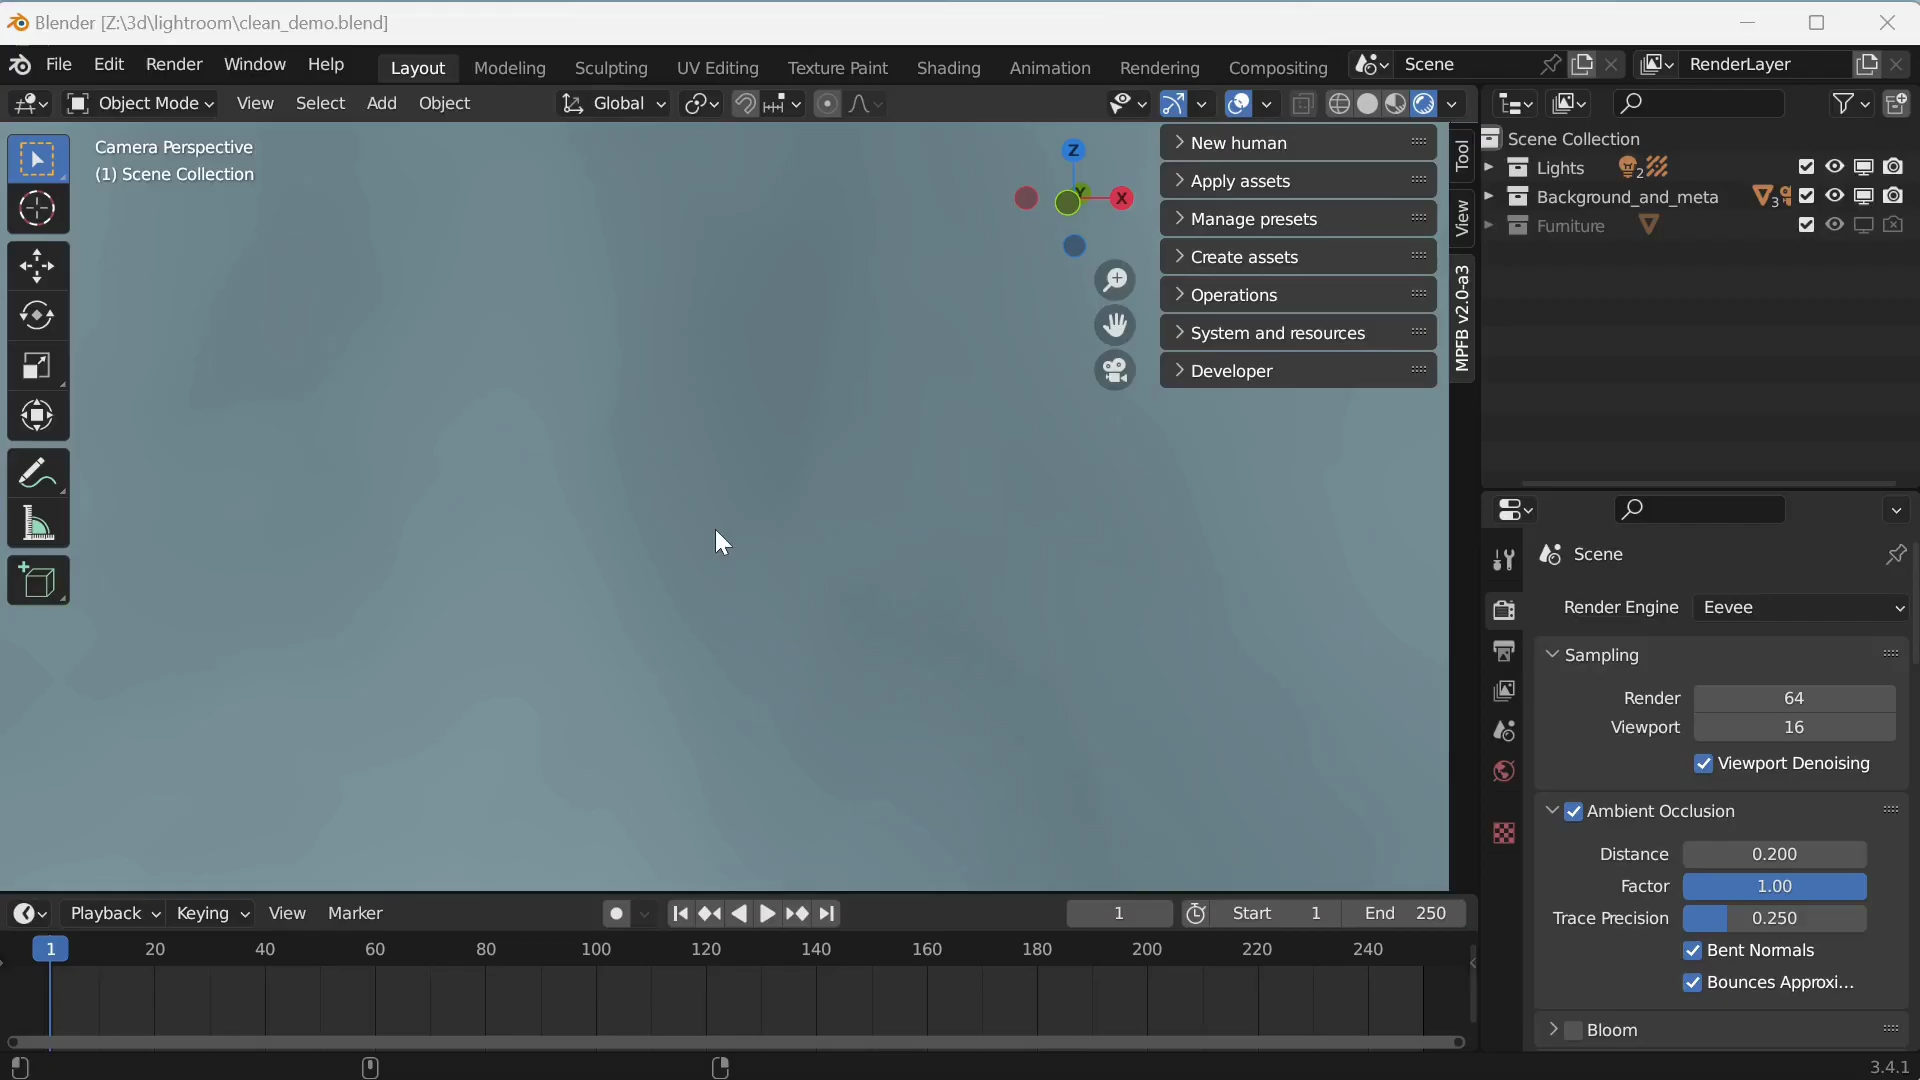 Blender [Z:\3d\lightroom\clean_demo.blend]
File Edit Render Window Help Layout Modeling Sculpting UV Editing Texture Paint Shading Animation Rendering Compositing Scene RenderLayer
Object Mode View Select Add Object Global
Camera Perspective
(1) Scene Collection
Z
Y
X
New human
Apply assets
Manage presets
Create assets
Operations
System and resources
Developer
Tool
View
MPFB v2.0-a3
Scene Collection
Lights 2
Background_and_meta 3
Furniture
Scene
Render Engine Eevee
Sampling
Render 64
Viewport 16
Viewport Denoising
Ambient Occlusion
Distance 0.200
Factor 1.00
Trace Precision 0.250
Bent Normals
Bounces Approxi...
Bloom
Playback Keying View Marker 1 Start 1 End 250
1 20 40 60 80 100 120 140 160 180 200 220 240
3.4.1